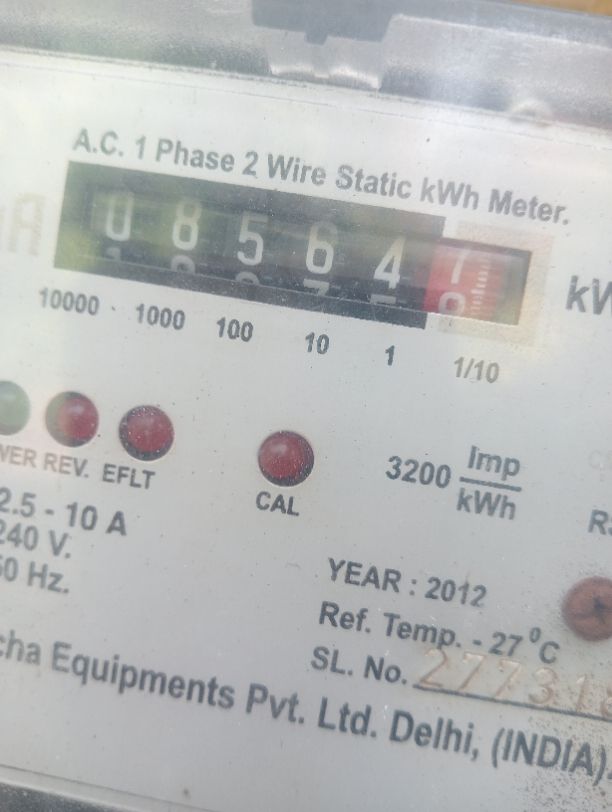 A.C. 1 Phase 2 Wire Static kWh Meter.
0 8 5 6 4 7
10000 1000 100 10 1 1/10
REV. EFLT
CAL
3200 Imp/kWh
2.5 - 10 A
240 V.
50 Hz.
YEAR : 2012
Ref. Temp. - 27 °C
SL. No.
Equipments Pvt. Ltd. Delhi, (INDIA)